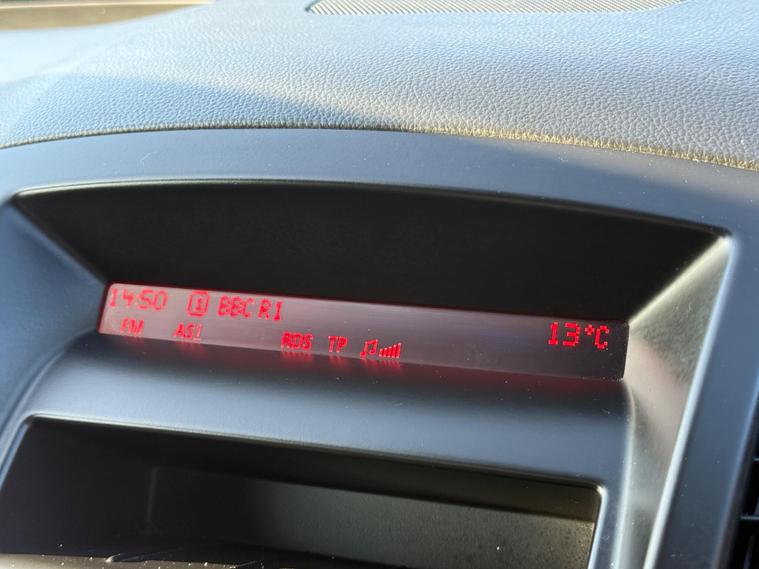 14:50 1 BBC R1 13°C
FM AS1 RDS TP